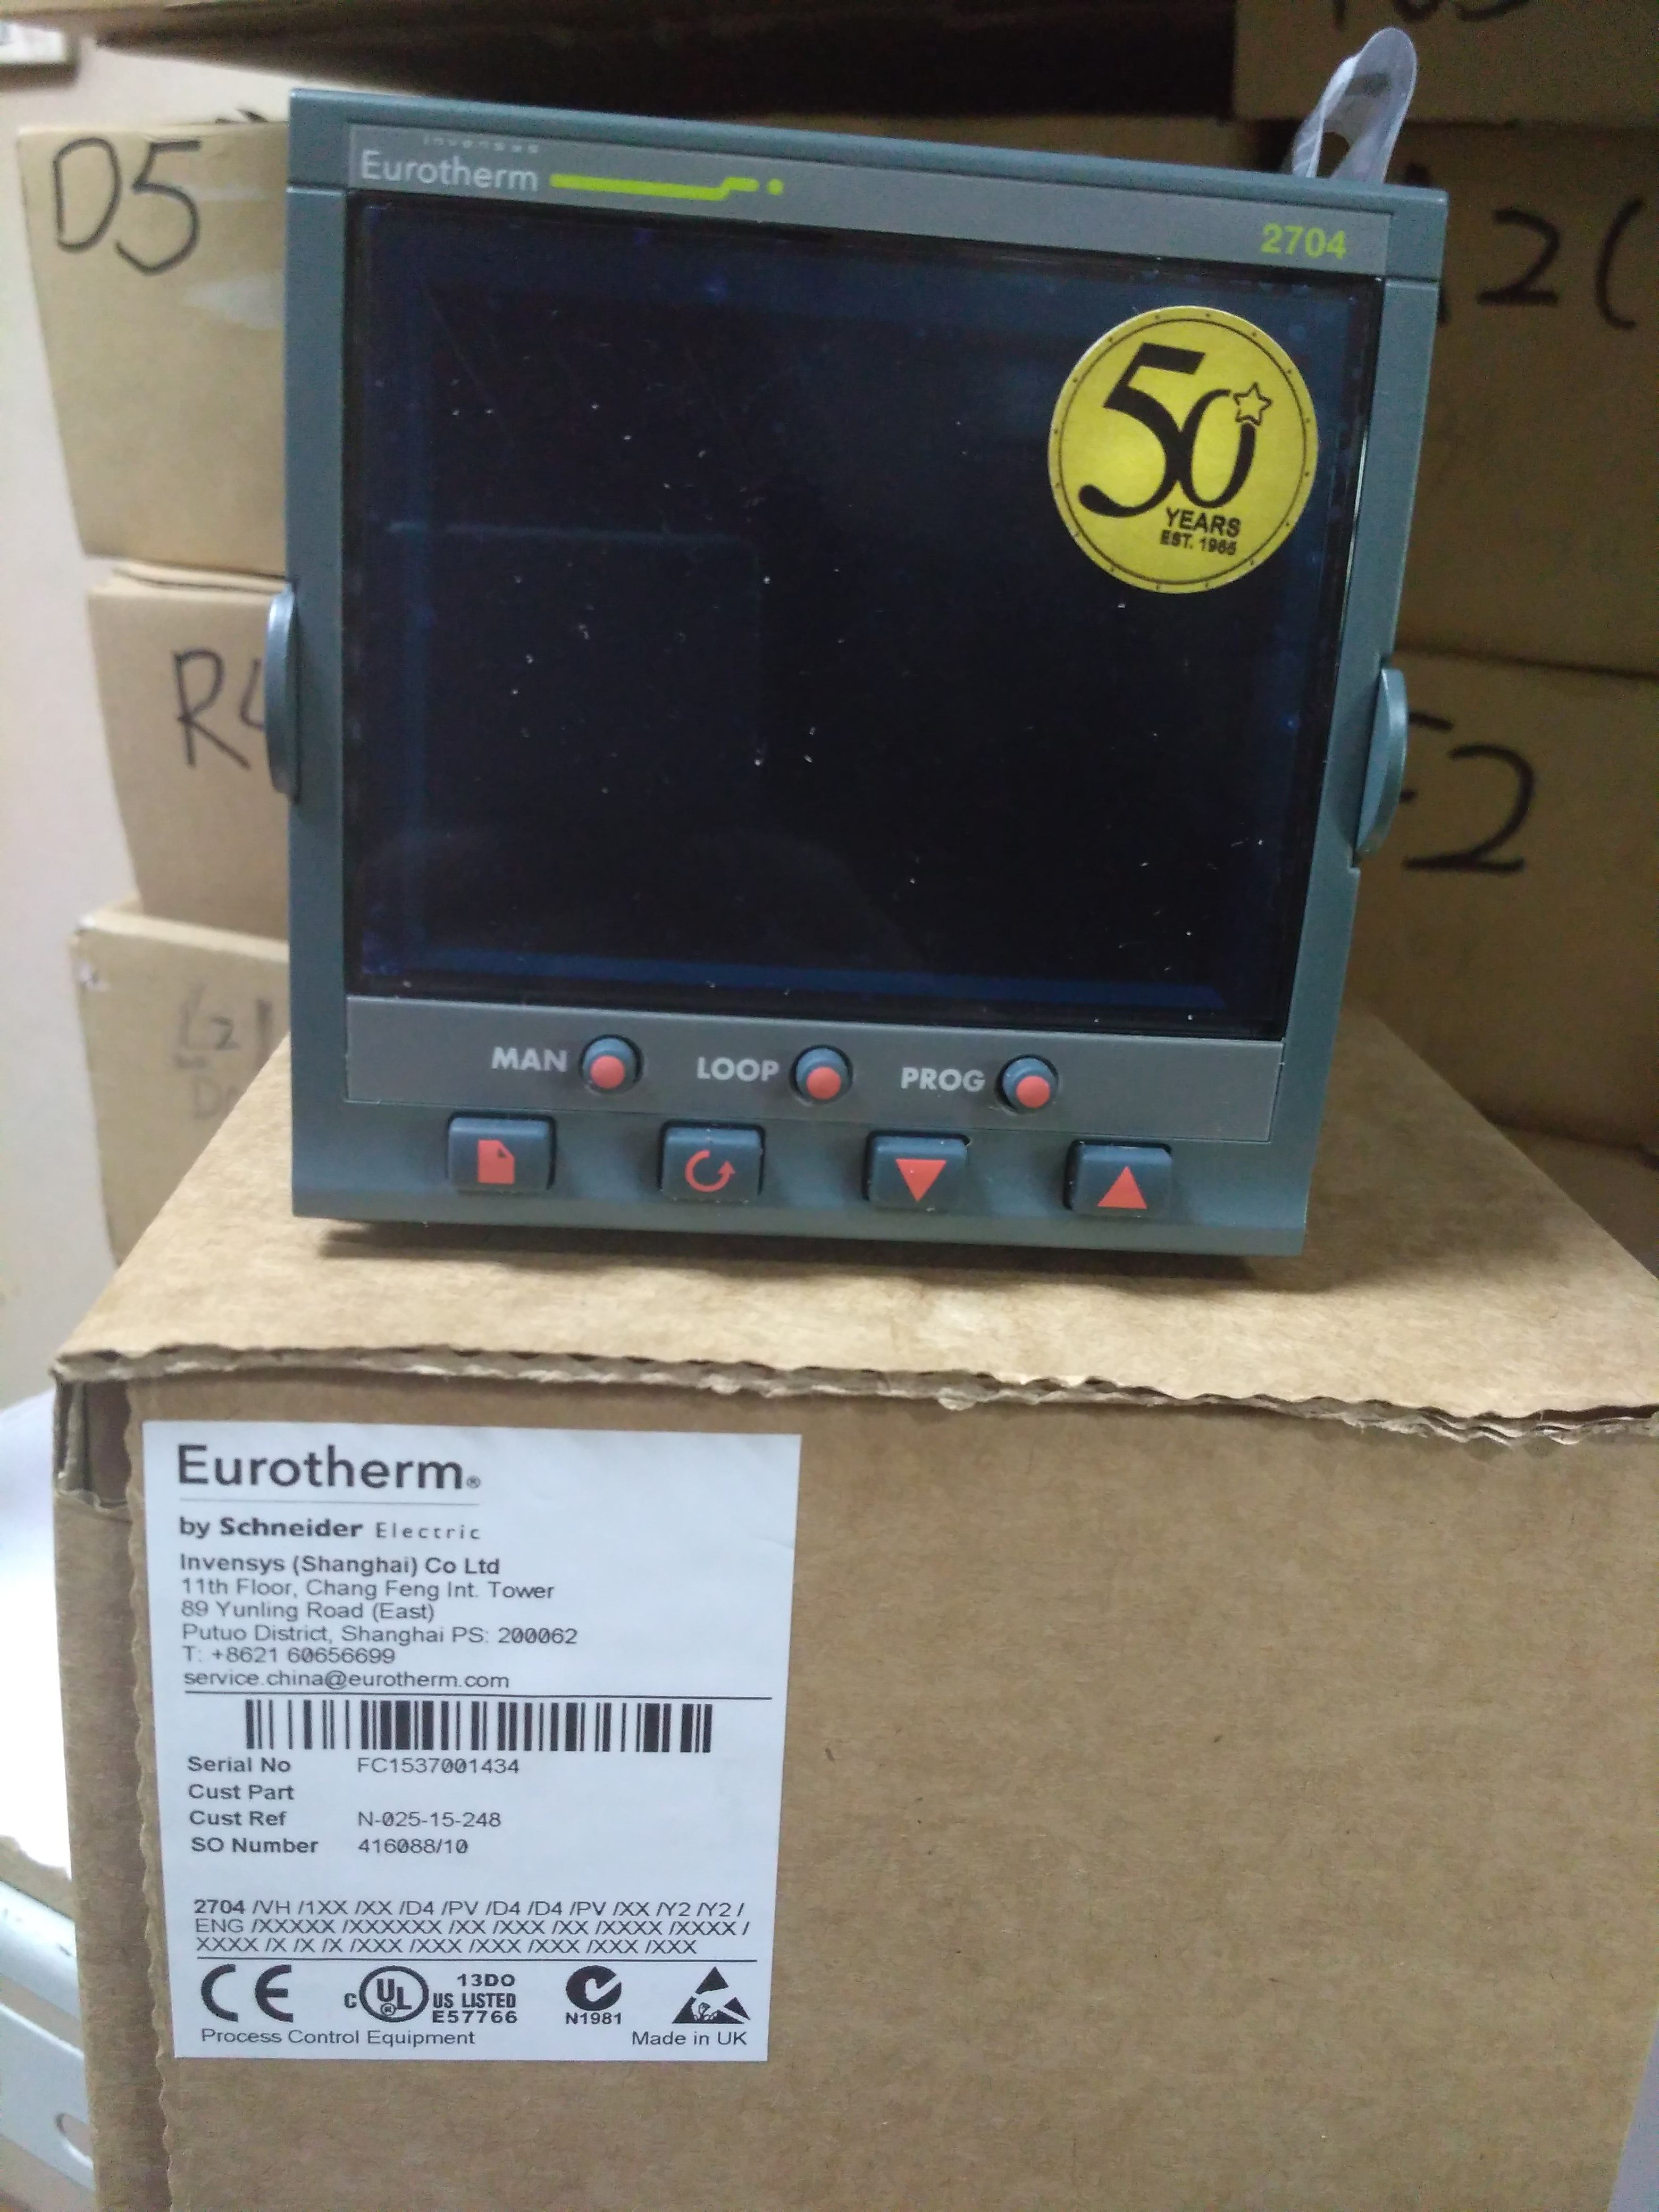 D5
invensys
Eurotherm
2704
50
YEARS
EST. 1965
R4
2
MAN
LOOP
PROG
Eurotherm®
by Schneider Electric
Invensys (Shanghai) Co Ltd
11th Floor, Chang Feng Int. Tower
89 Yunling Road (East)
Putuo District, Shanghai PS: 200062
T: +8621 60656699
service.china@eurotherm.com
Serial No FC1537001434
Cust Part
Cust Ref N-025-15-248
SO Number 416088/10
2704 /VH /1XX /XX /D4 /PV /D4 /D4 /PV /XX /Y2 /Y2 /
ENG /XXXXX /XXXXXX /XX /XXX /XX /XXXX /XXXX /
XXXX /X /X /X /XXX /XXX /XXX /XXX /XXX /XXX
CE
C UL® US LISTED
13DO
E57766
N1981
Process Control Equipment
Made in UK